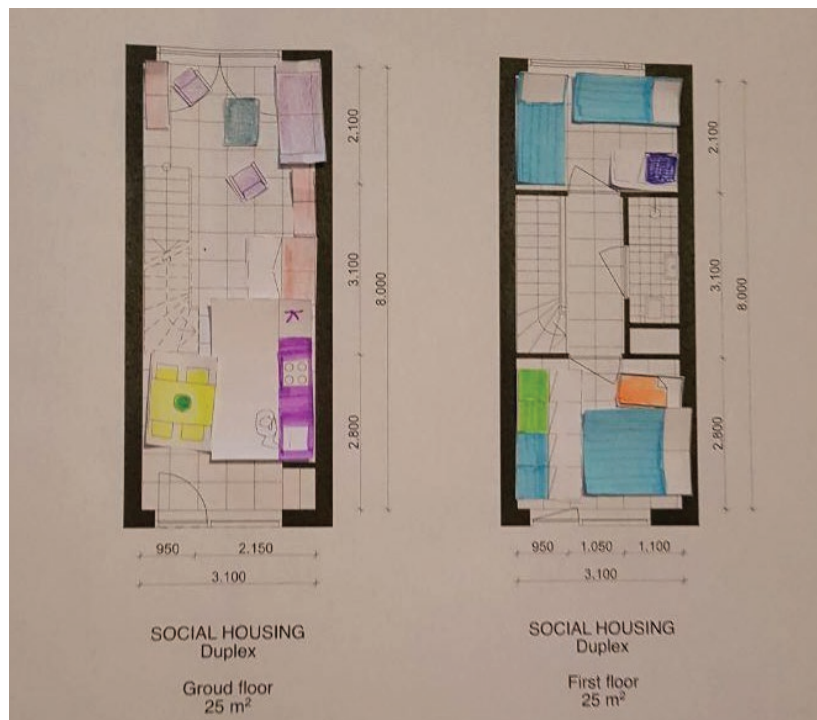 2.100
3.100
8.000
2.800
K
950
2.150
3.100
SOCIAL HOUSING
Duplex
Groud floor
25 m²
2.100
3.100
8.000
2.800
950
1.050
1.100
3.100
SOCIAL HOUSING
Duplex
First floor
25 m²